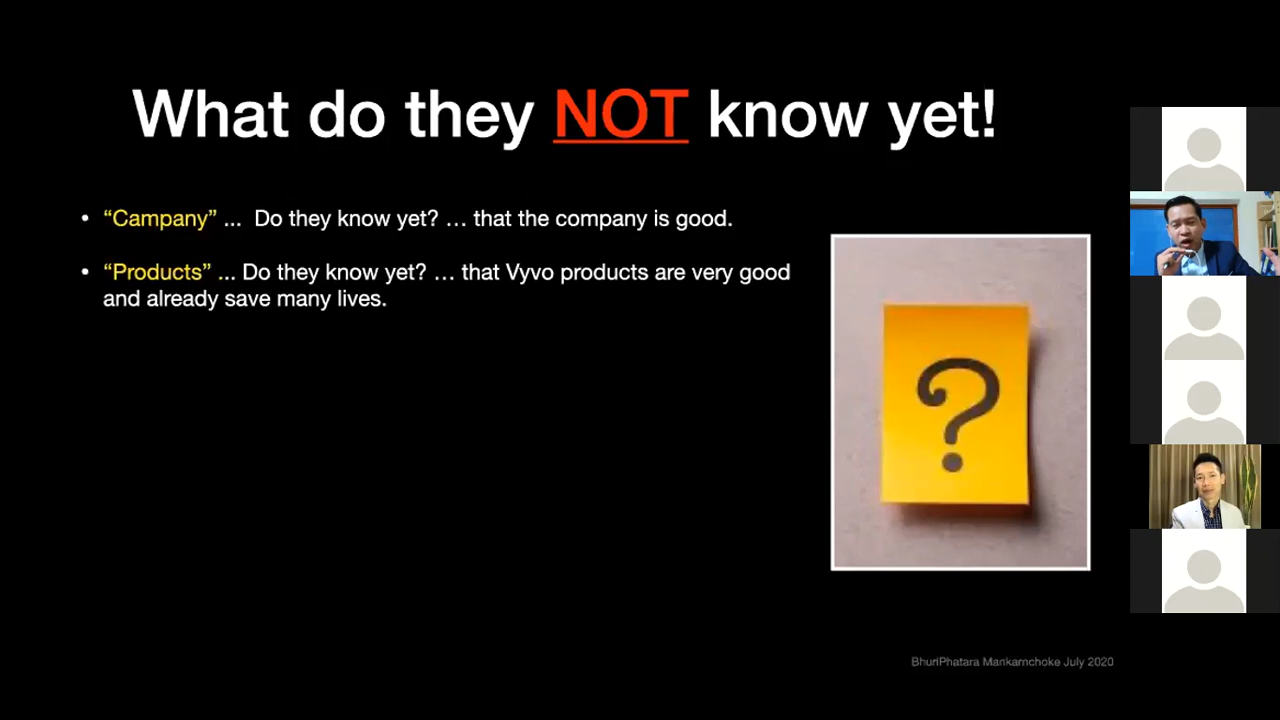 What do they NOT know yet!
• “Campany” ... Do they know yet? … that the company is good.
• “Products” ... Do they know yet? … that Vyvo products are very good
and already save many lives.
?
BhuriPhatara Mankarnchoke July 2020